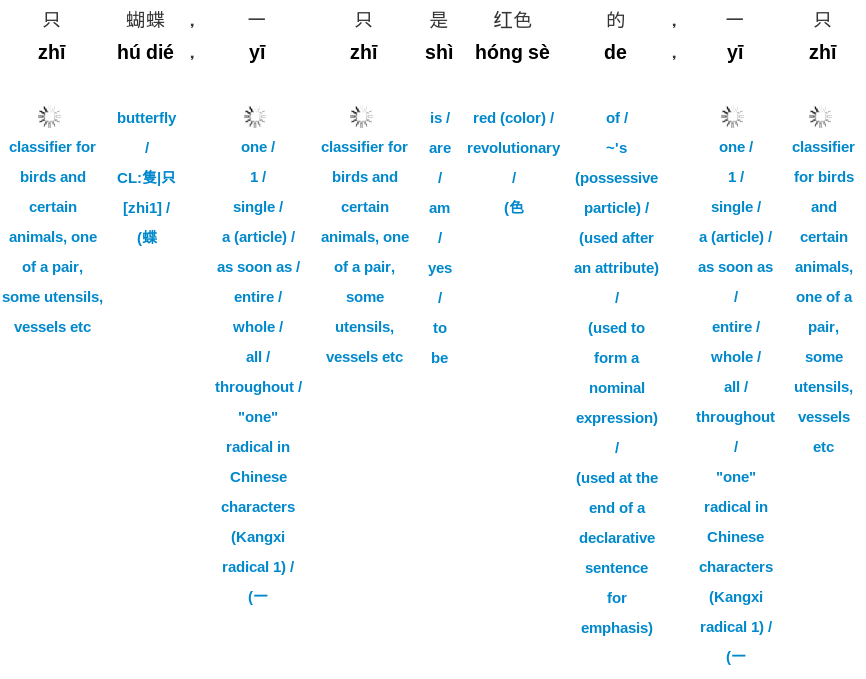 只 蝴蝶 ， 一 只 是 红色 的 ， 一 只
zhī hú dié ， yī zhī shì hóng sè de ， yī zhī
classifier for
birds and
certain
animals, one
of a pair,
some utensils,
vessels etc
butterfly
/
CL:隻|只
[zhi1] /
(蝶
one /
1 /
single /
a (article) /
as soon as /
entire /
whole /
all /
throughout /
"one"
radical in
Chinese
characters
(Kangxi
radical 1) /
(一
classifier for
birds and
certain
animals, one
of a pair,
some
utensils,
vessels etc
is /
are
/
am
/
yes
/
to
be
red (color) /
revolutionary
/
(色
of /
~'s
(possessive
particle) /
(used after
an attribute)
/
(used to
form a
nominal
expression)
/
(used at the
end of a
declarative
sentence
for
emphasis)
one /
1 /
single /
a (article) /
as soon as
/
entire /
whole /
all /
throughout
/
"one"
radical in
Chinese
characters
(Kangxi
radical 1) /
(一
classifier
for birds
and
certain
animals,
one of a
pair,
some
utensils,
vessels
etc